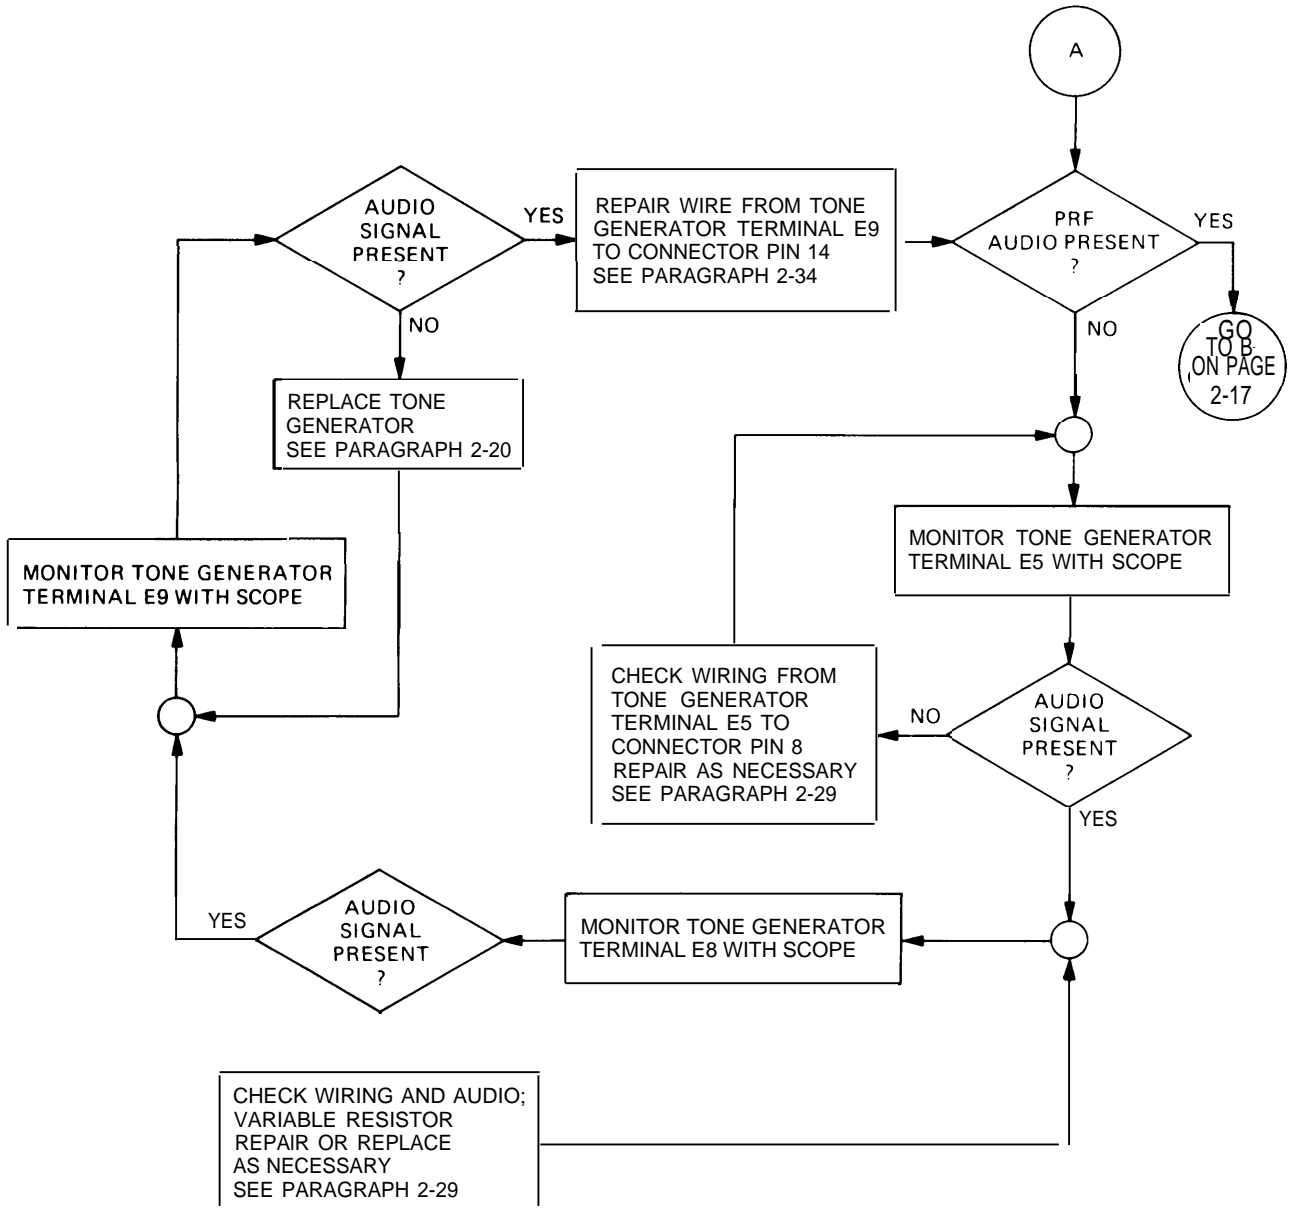 A
PRF
AUDIO PRESENT
?
YES
NO
GO
TO B
ON PAGE
2-17
AUDIO
SIGNAL
PRESENT
?
YES
NO
REPAIR WIRE FROM TONE
GENERATOR TERMINAL E9
TO CONNECTOR PIN 14
SEE PARAGRAPH 2-34
REPLACE TONE
GENERATOR
SEE PARAGRAPH 2-20
MONITOR TONE GENERATOR
TERMINAL E9 WITH SCOPE
MONITOR TONE GENERATOR
TERMINAL E5 WITH SCOPE
AUDIO
SIGNAL
PRESENT
?
NO
YES
CHECK WIRING FROM
TONE GENERATOR
TERMINAL E5 TO
CONNECTOR PIN 8
REPAIR AS NECESSARY
SEE PARAGRAPH 2-29
MONITOR TONE GENERATOR
TERMINAL E8 WITH SCOPE
AUDIO
SIGNAL
PRESENT
?
YES
CHECK WIRING AND AUDIO;
VARIABLE RESISTOR
REPAIR OR REPLACE
AS NECESSARY
SEE PARAGRAPH 2-29